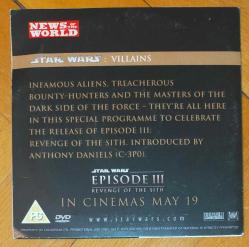 NEWS OF THE WORLD
STAR WARS : VILLAINS
INFAMOUS ALIENS, TREACHEROUS
BOUNTY-HUNTERS AND THE MASTERS OF THE
DARK SIDE OF THE FORCE - THEY'RE ALL HERE
IN THIS SPECIAL PROGRAMME TO CELEBRATE
THE RELEASE OF EPISODE III:
REVENGE OF THE SITH. INTRODUCED BY
ANTHONY DANIELS (C-3PO).
STAR WARS
EPISODE III
REVENGE OF THE SITH
IN CINEMAS MAY 19
PG
DVD
www.starwars.com